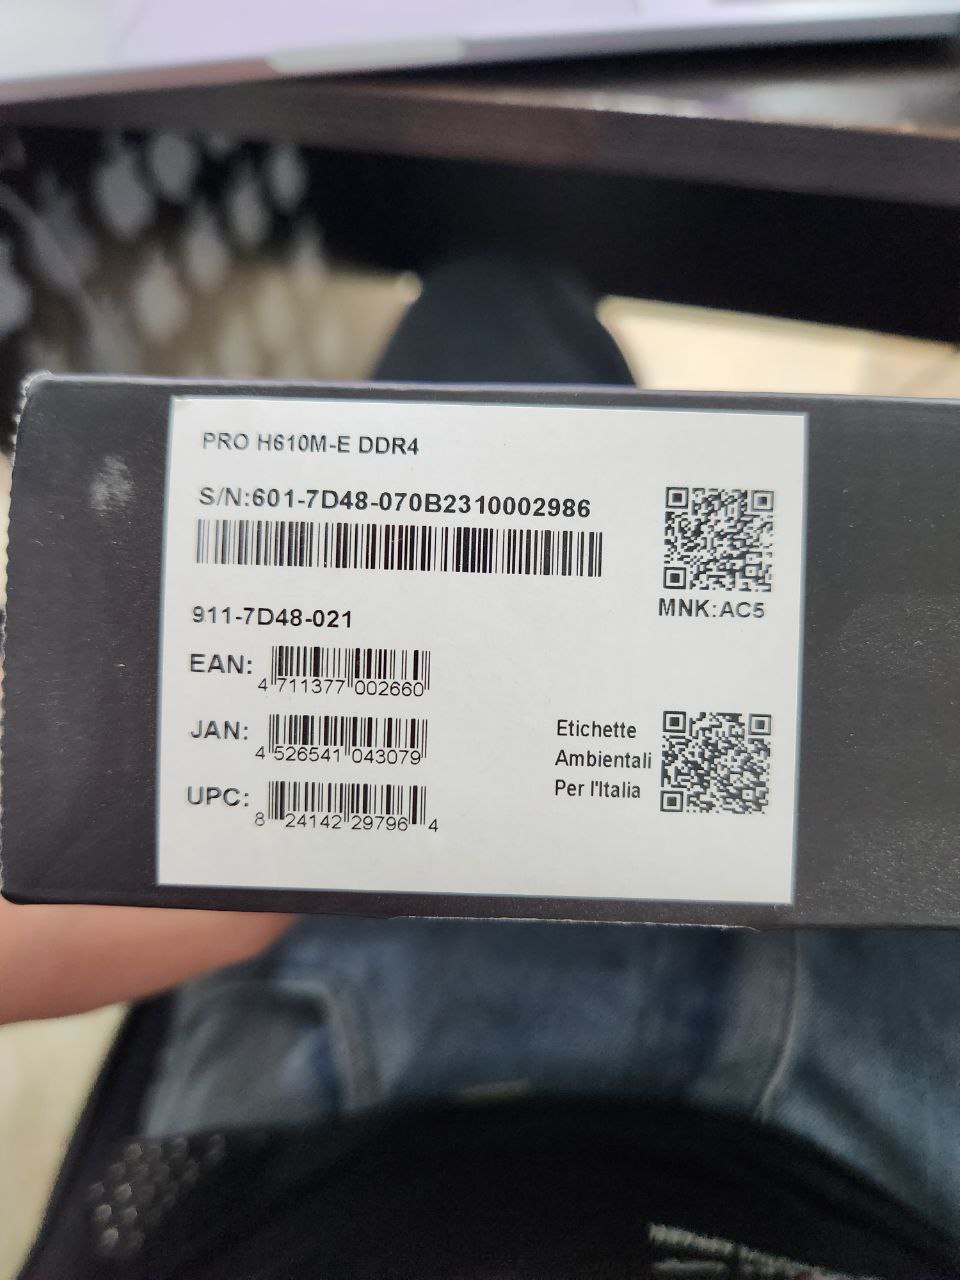 PRO H610M-E DDR4
S/N:601-7D48-070B2310002986
MNK:AC5
911-7D48-021
EAN:
4 711377 002660
JAN:
4 526541 043079
UPC:
8 24142 29796 4
Etichette
Ambientali
Per l'Italia